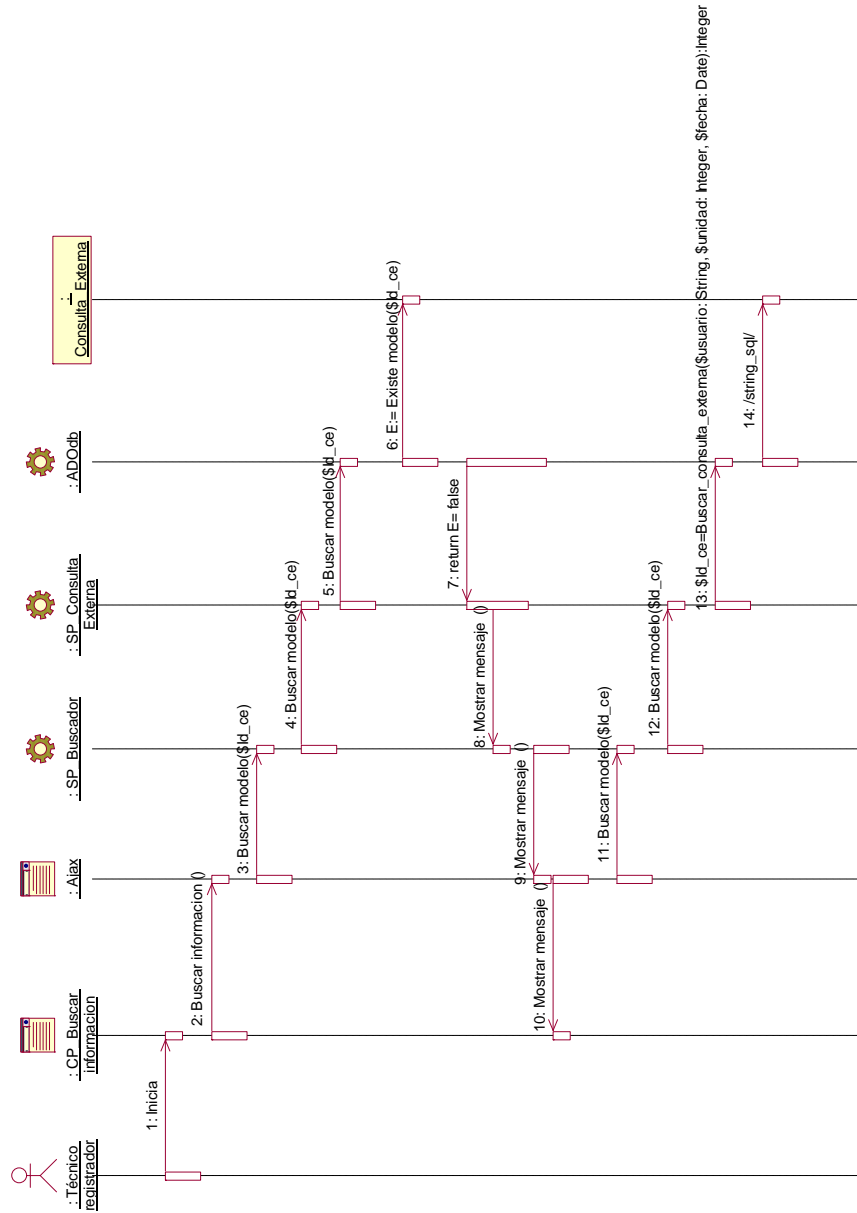 : Técnico
registrador
: CP_Buscar
informacion
: Ajax
: SP_Buscador
: SP_Consulta
Externa
: ADOdb
:
Consulta_Externa
1: Inicia
2: Buscar informacion ()
3: Buscar modelo($Id_ce)
4: Buscar modelo($Id_ce)
5: Buscar modelo($Id_ce)
6: E:= Existe modelo($Id_ce)
7: return E= false
8: Mostrar mensaje ()
9: Mostrar mensaje ()
10: Mostrar mensaje ()
11: Buscar modelo($Id_ce)
12: Buscar modelo($Id_ce)
13: $Id_ce=Buscar_consulta_externa($usuario: String, $unidad: Integer, $fecha: Date):Integer
14: /string_sql/